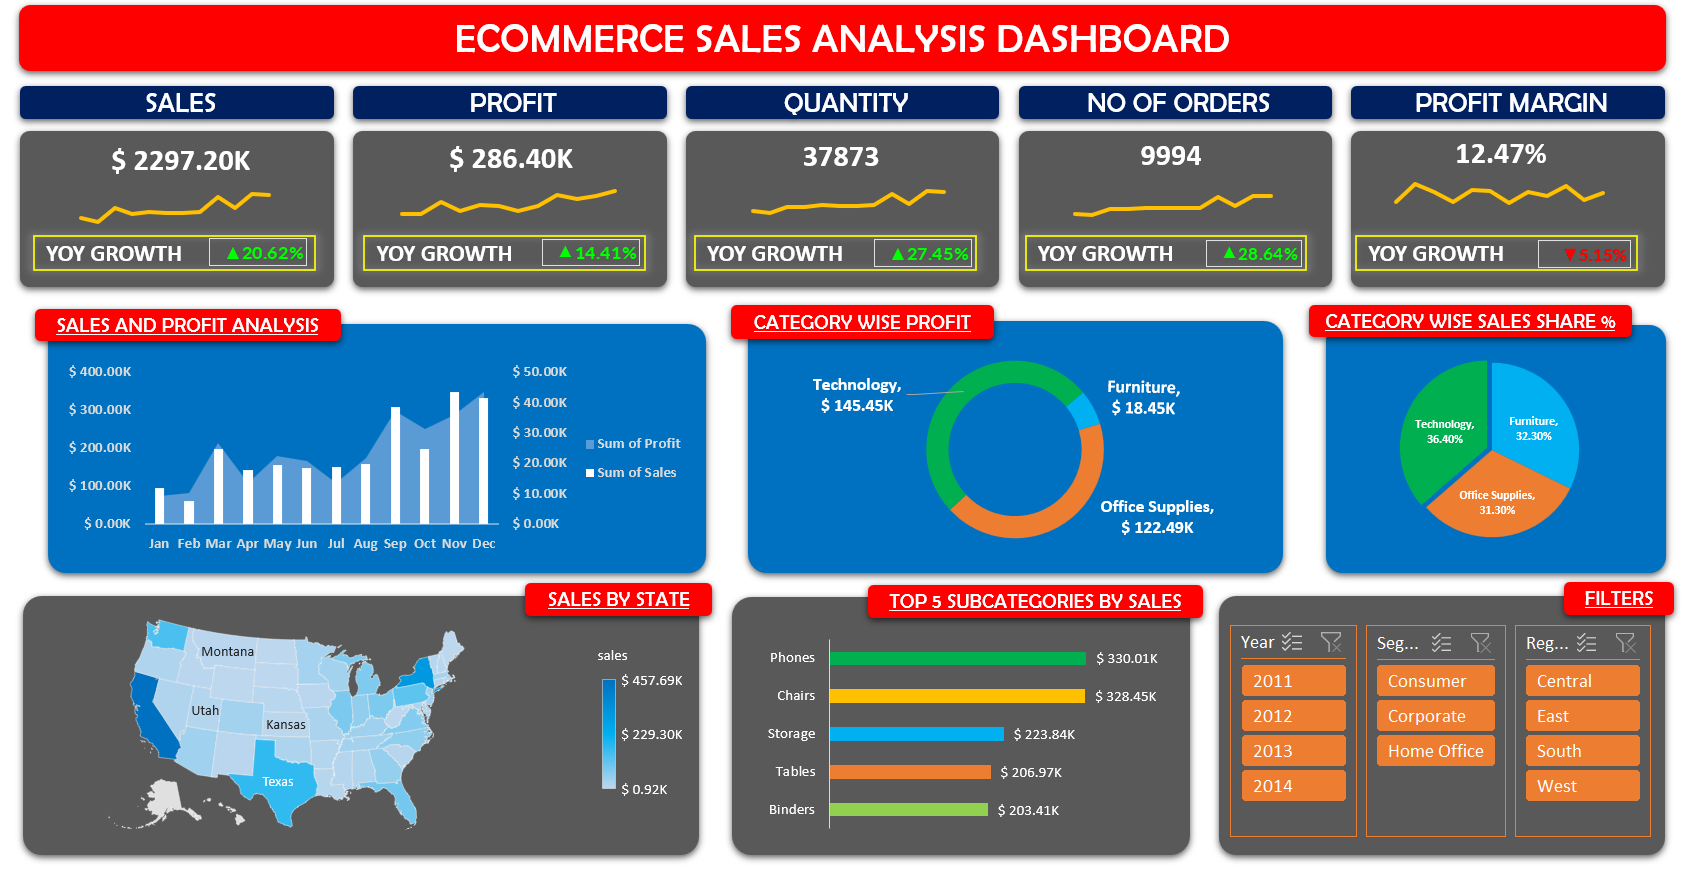 ECOMMERCE SALES ANALYSIS DASHBOARD
SALES
PROFIT
QUANTITY
NO OF ORDERS
PROFIT MARGIN
$ 2297.20K
$ 286.40K
37873
9994
12.47%
YOY GROWTH ▲20.62%
YOY GROWTH ▲14.41%
YOY GROWTH ▲27.45%
YOY GROWTH ▲28.64%
YOY GROWTH ▼5.15%
SALES AND PROFIT ANALYSIS
$ 400.00K
$ 300.00K
$ 200.00K
$ 100.00K
$ 0.00K
$ 50.00K
$ 40.00K
$ 30.00K
$ 20.00K
$ 10.00K
$ 0.00K
Jan Feb Mar Apr May Jun Jul Aug Sep Oct Nov Dec
Sum of Profit
Sum of Sales
CATEGORY WISE PROFIT
Technology,
$ 145.45K
Furniture,
$ 18.45K
Office Supplies,
$ 122.49K
CATEGORY WISE SALES SHARE %
Technology,
36.40%
Furniture,
32.30%
Office Supplies,
31.30%
SALES BY STATE
Montana
Utah
Kansas
Texas
sales
$ 457.69K
$ 229.30K
$ 0.92K
TOP 5 SUBCATEGORIES BY SALES
Phones $ 330.01K
Chairs $ 328.45K
Storage $ 223.84K
Tables $ 206.97K
Binders $ 203.41K
FILTERS
Year
2011
2012
2013
2014
Seg...
Consumer
Corporate
Home Office
Reg...
Central
East
South
West